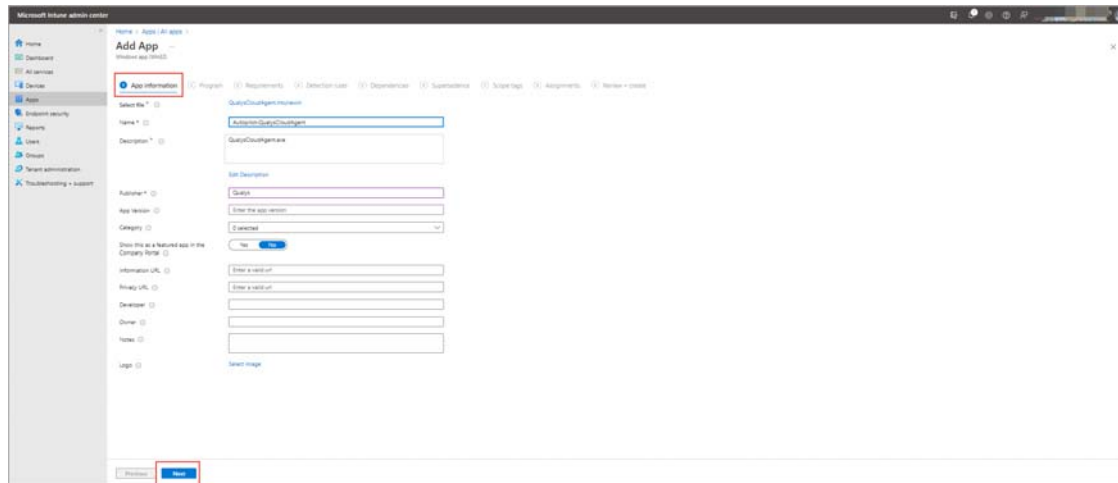 Microsoft Intune admin center
Home > Apps | All apps >
Add App ...
Windows app (Win32)
Home
Dashboard
All services
Devices
Apps
Endpoint security
Reports
Users
Groups
Tenant administration
Troubleshooting + support
App information
Program
Requirements
Detection rules
Dependencies
Supersedence
Scope tags
Assignments
Review + create
Select file *
QualysCloudAgent.intunewin
Name *
Autopilot-QualysCloudAgent
Description *
QualysCloudAgent.exe
Edit Description
Publisher *
Qualys
App Version
Enter the app version
Category
0 selected
Show this as a featured app in the
Company Portal
Yes No
Information URL
Enter a valid url
Privacy URL
Enter a valid url
Developer
Owner
Notes
Logo
Select image
Previous Next